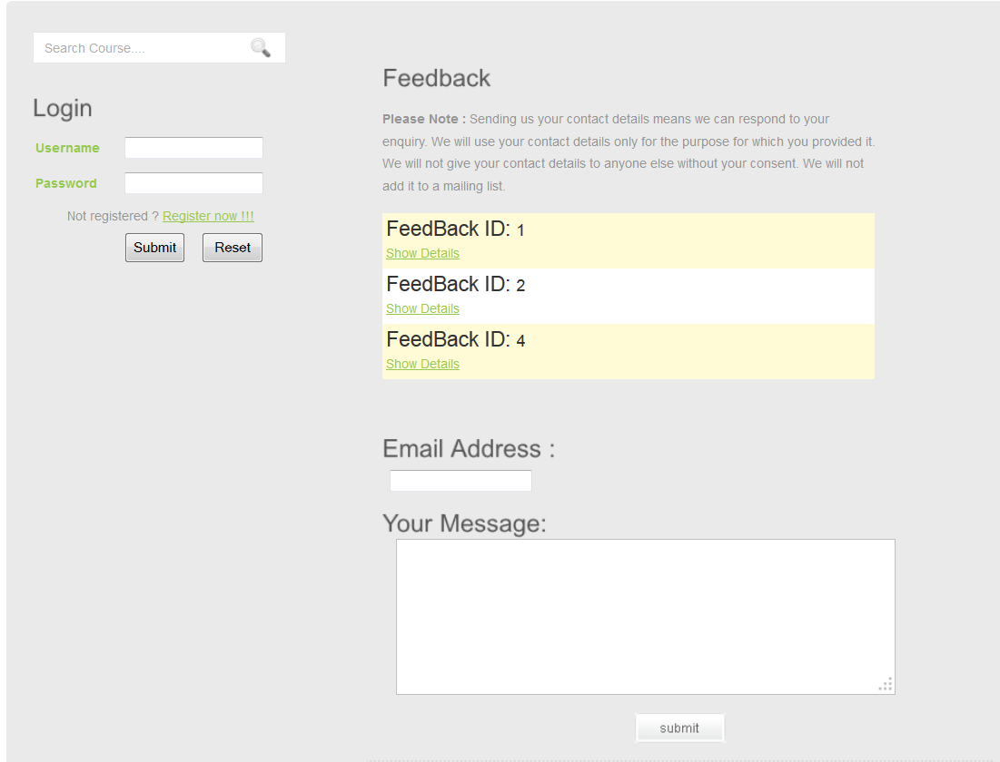 Search Course....
Login
Username
Password
Not registered ? Register now !!!
Submit Reset
Feedback
Please Note : Sending us your contact details means we can respond to your
enquiry. We will use your contact details only for the purpose for which you provided it.
We will not give your contact details to anyone else without your consent. We will not
add it to a mailing list.
FeedBack ID: 1
Show Details
FeedBack ID: 2
Show Details
FeedBack ID: 4
Show Details
Email Address :
Your Message:
submit